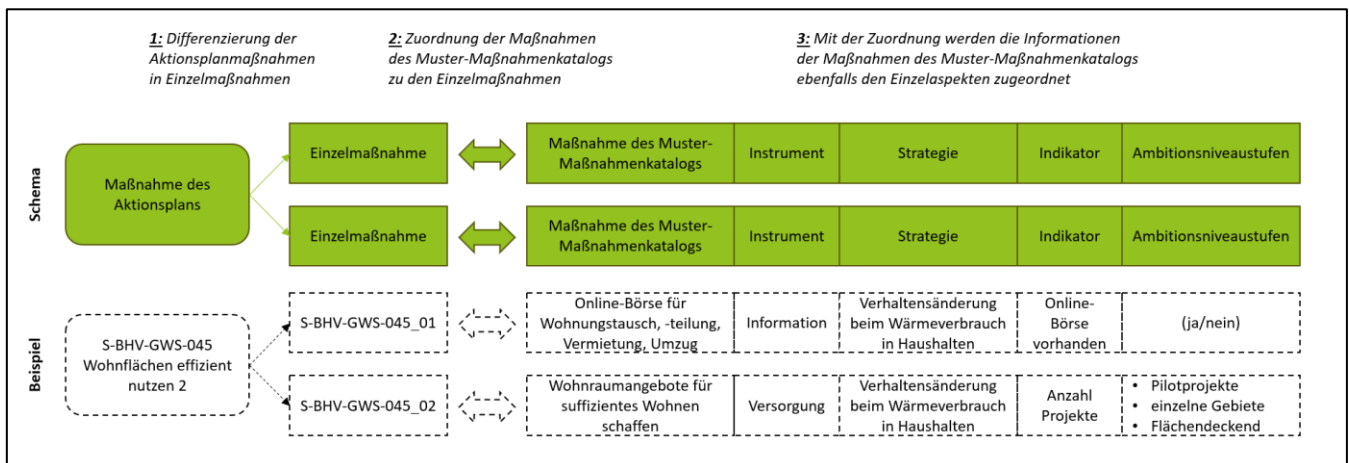 1: Differenzierung der
Aktionsplanmaßnahmen
in Einzelmaßnahmen
2: Zuordnung der Maßnahmen
des Muster-Maßnahmenkatalogs
zu den Einzelmaßnahmen
3: Mit der Zuordnung werden die Informationen
der Maßnahmen des Muster-Maßnahmenkatalogs
ebenfalls den Einzelaspekten zugeordnet
Schema
Maßnahme des
Aktionsplans
Einzelmaßnahme
Maßnahme des Muster-
Maßnahmenkatalogs
Instrument
Strategie
Indikator
Ambitionsniveaustufen
Einzelmaßnahme
Maßnahme des Muster-
Maßnahmenkatalogs
Instrument
Strategie
Indikator
Ambitionsniveaustufen
Beispiel
S-BHV-GWS-045
Wohnflächen effizient
nutzen 2
S-BHV-GWS-045_01
Online-Börse für
Wohnungstausch, -teilung,
Vermietung, Umzug
Information
Verhaltensänderung
beim Wärmeverbrauch
in Haushalten
Online-
Börse
vorhanden
(ja/nein)
S-BHV-GWS-045_02
Wohnraumangebote für
suffizientes Wohnen
schaffen
Versorgung
Verhaltensänderung
beim Wärmeverbrauch
in Haushalten
Anzahl
Projekte
• Pilotprojekte
• einzelne Gebiete
• Flächendeckend